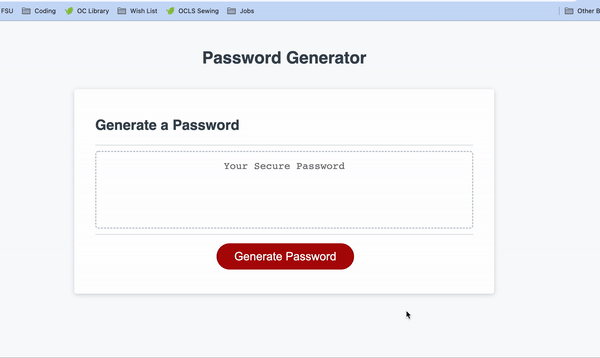 FSU Coding OC Library Wish List OCLS Sewing Jobs Other B
Password Generator
Generate a Password
Your Secure Password
Generate Password